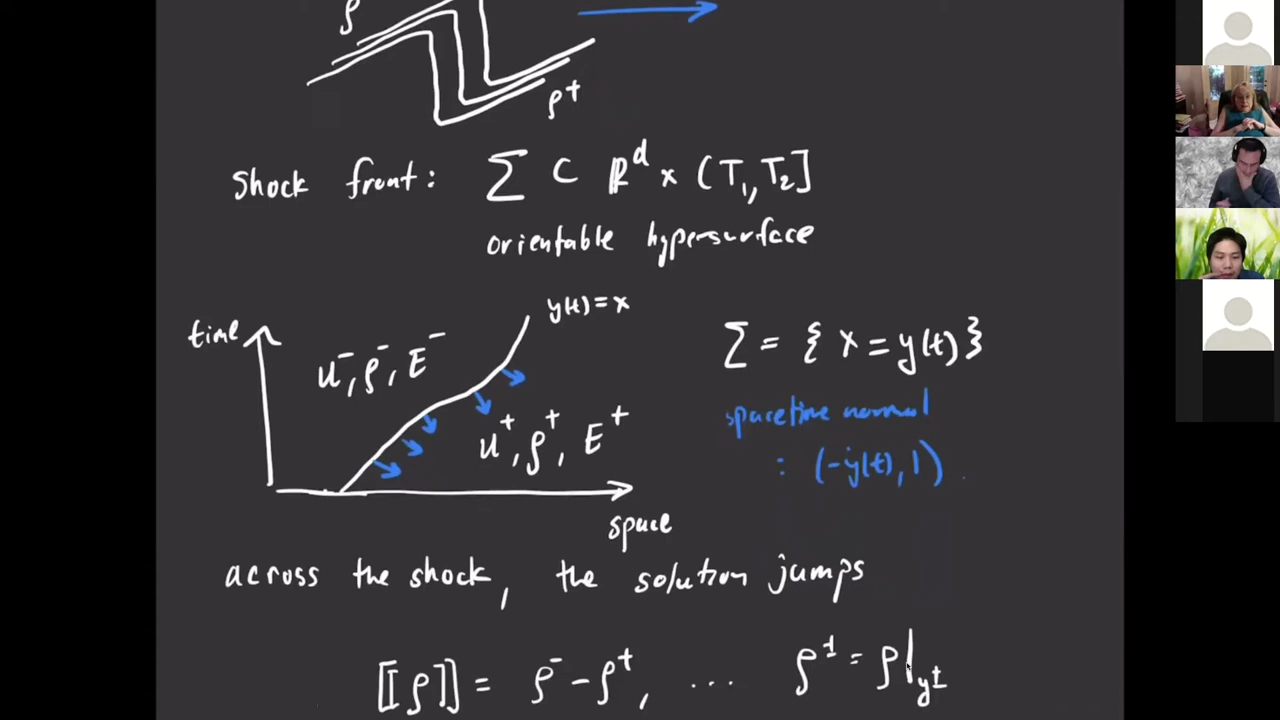 ρ
ρ⁺
Shock front: Σ ⊂ ℝᵈ × (T₁, T₂]
orientable hypersurface
y(t) = x
time
u⁻, ρ⁻, E⁻
Σ = { x = y(t) }
spacetime normal
: (-ẏ(t), 1)
u⁺, ρ⁺, E⁺
space
across the shock, the solution jumps
⟦ρ⟧ = ρ⁻ - ρ⁺, ... ρ^± = ρ|_{y±}